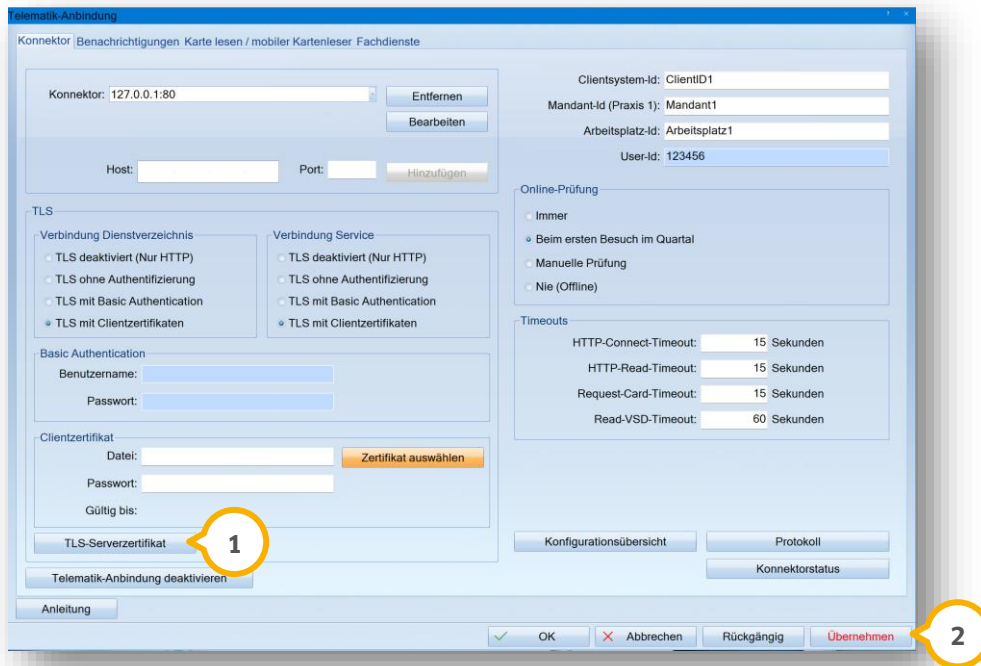 Telematik-Anbindung
Konnektor Benachrichtigungen Karte lesen / mobiler Kartenleser Fachdienste
Konnektor: 127.0.0.1:80
Entfernen
Bearbeiten
Host:
Port:
Hinzufügen
Clientsystem-Id: ClientID1
Mandant-Id (Praxis 1): Mandant1
Arbeitsplatz-Id: Arbeitsplatz1
User-Id: 123456
TLS
Verbindung Dienstverzeichnis
TLS deaktiviert (Nur HTTP)
TLS ohne Authentifizierung
TLS mit Basic Authentication
TLS mit Clientzertifikaten
Verbindung Service
TLS deaktiviert (Nur HTTP)
TLS ohne Authentifizierung
TLS mit Basic Authentication
TLS mit Clientzertifikaten
Online-Prüfung
Immer
Beim ersten Besuch im Quartal
Manuelle Prüfung
Nie (Offline)
Basic Authentication
Benutzername:
Passwort:
Timeouts
HTTP-Connect-Timeout: 15 Sekunden
HTTP-Read-Timeout: 15 Sekunden
Request-Card-Timeout: 15 Sekunden
Read-VSD-Timeout: 60 Sekunden
Clientzertifikat
Datei:
Zertifikat auswählen
Passwort:
Gültig bis:
TLS-Serverzertifikat
1
Konfigurationsübersicht
Protokoll
Konnektorstatus
Telematik-Anbindung deaktivieren
Anleitung
OK
Abbrechen
Rückgängig
Übernehmen
2